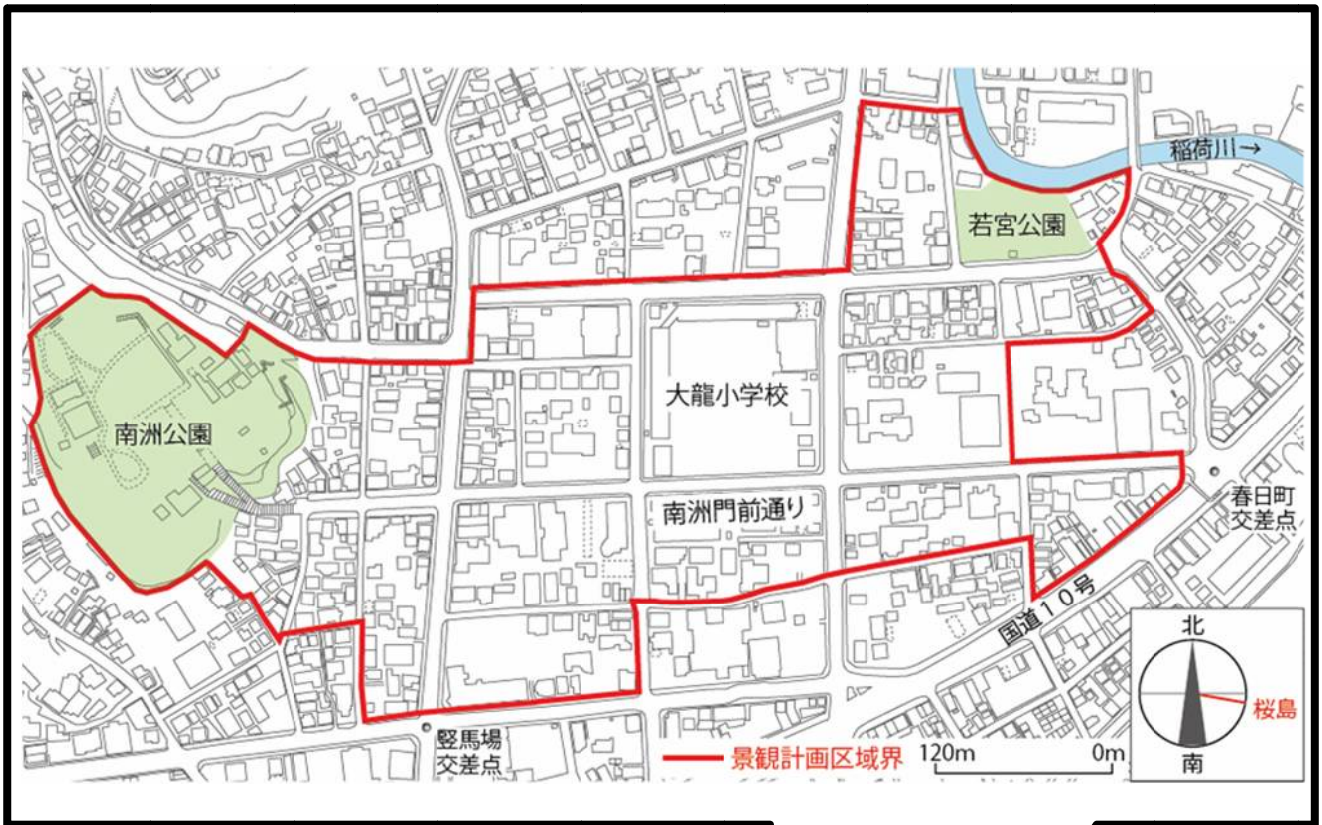 稲荷川→
若宮公園
大龍小学校
南洲公園
南洲門前通り
春日町
交差点
国道10号
北
桜島
南
竪馬場
交差点
景観計画区域界
120m 0m